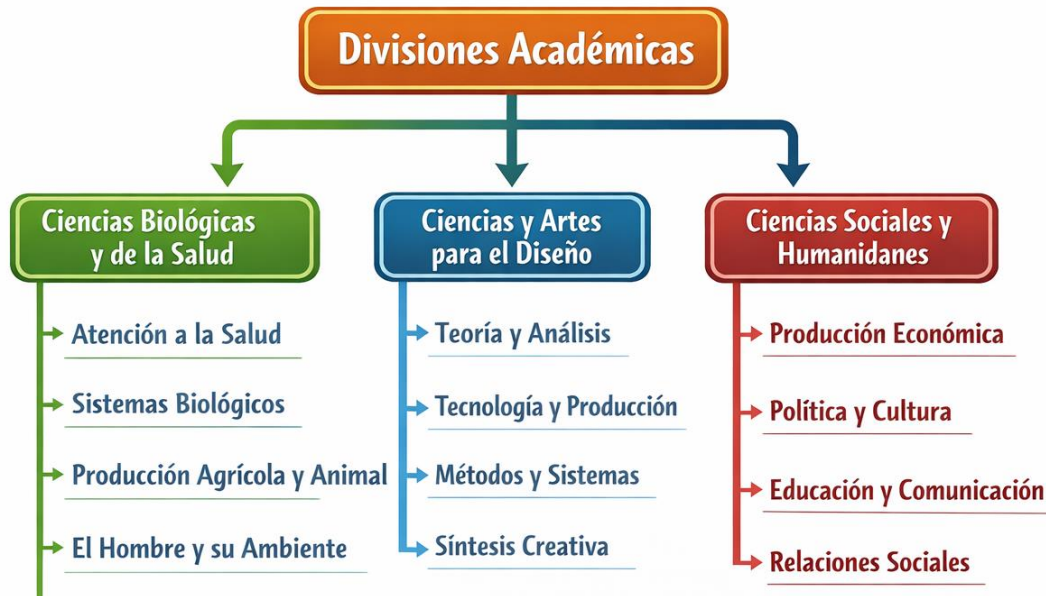 Divisiones Académicas
Ciencias Biológicas
y de la Salud
Atención a la Salud
Sistemas Biológicos
Producción Agrícola y Animal
El Hombre y su Ambiente
Ciencias y Artes
para el Diseño
Teoría y Análisis
Tecnología y Producción
Métodos y Sistemas
Síntesis Creativa
Ciencias Sociales y
Humanidanes
Producción Económica
Política y Cultura
Educación y Comunicación
Relaciones Sociales